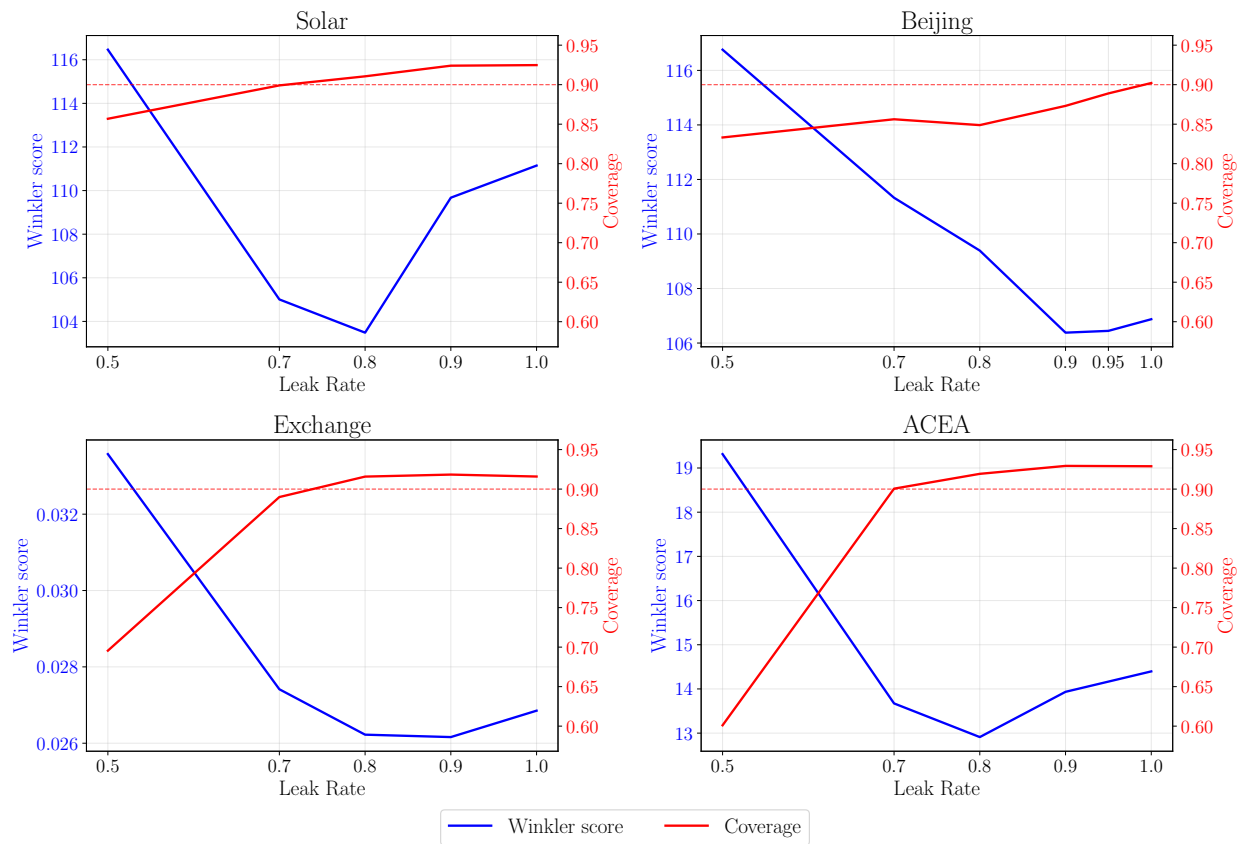 Solar
116
114
112
110
108
106
104
Winkler score
0.95
0.90
0.85
0.80
0.75
0.70
0.65
0.60
Coverage
0.5 0.7 0.8 0.9 1.0
Leak Rate
Beijing
116
114
112
110
108
106
Winkler score
0.95
0.90
0.85
0.80
0.75
0.70
0.65
0.60
Coverage
0.5 0.7 0.8 0.9 0.95 1.0
Leak Rate
Exchange
0.032
0.030
0.028
0.026
Winkler score
0.95
0.90
0.85
0.80
0.75
0.70
0.65
0.60
Coverage
0.5 0.7 0.8 0.9 1.0
Leak Rate
ACEA
19
18
17
16
15
14
13
Winkler score
0.95
0.90
0.85
0.80
0.75
0.70
0.65
0.60
Coverage
0.5 0.7 0.8 0.9 1.0
Leak Rate
Winkler score Coverage